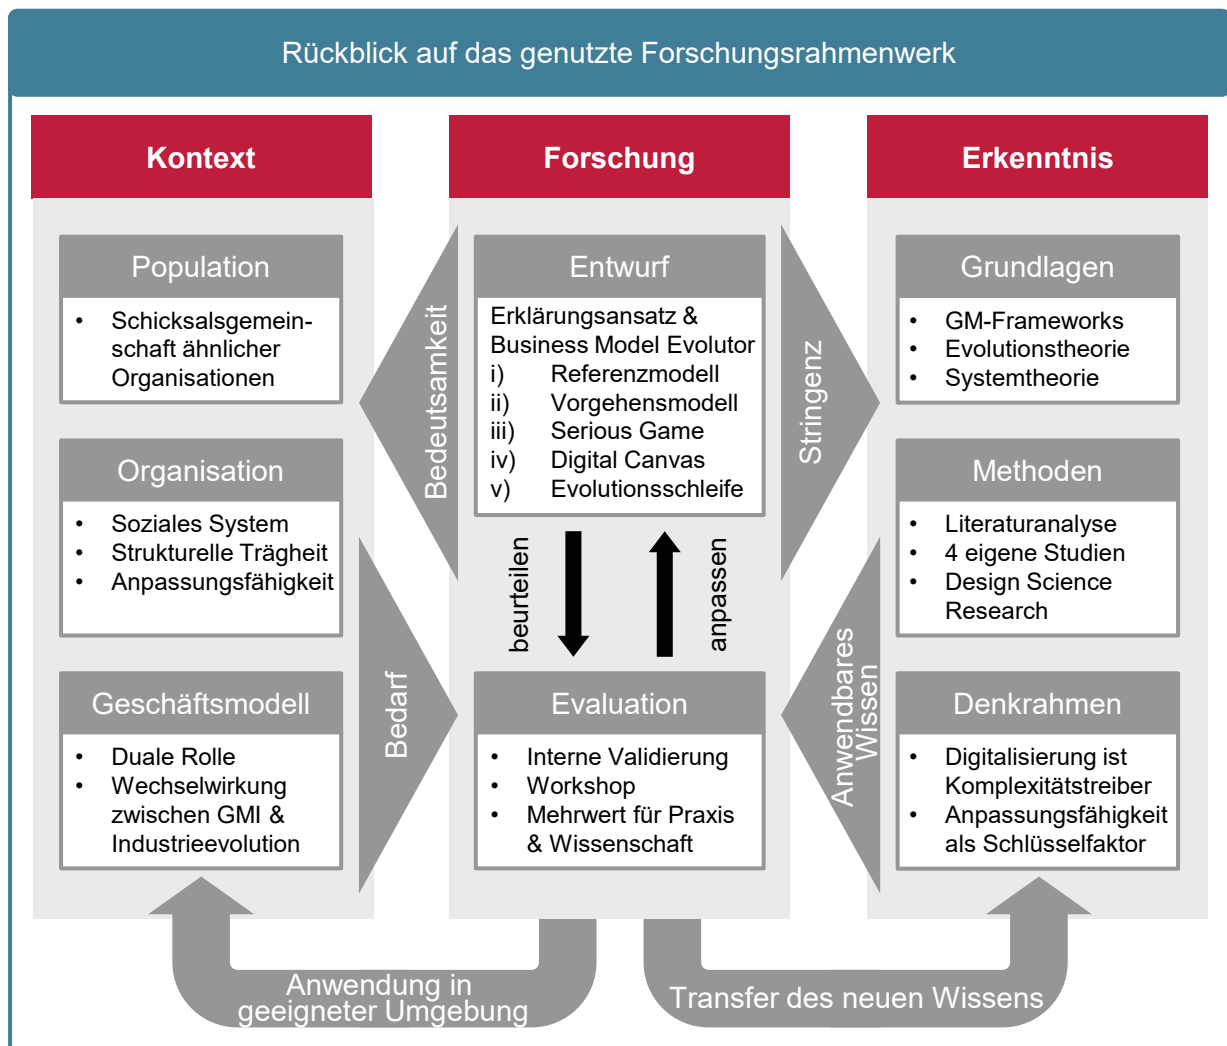 Rückblick auf das genutzte Forschungsrahmenwerk
Kontext
Population
• Schicksalsgemein-
schaft ähnlicher
Organisationen
Organisation
• Soziales System
• Strukturelle Trägheit
• Anpassungsfähigkeit
Geschäftsmodell
• Duale Rolle
• Wechselwirkung
zwischen GMI &
Industrieevolution
Bedeutsamkeit
Bedarf
Forschung
Entwurf
Erklärungsansatz &
Business Model Evolutor
i) Referenzmodell
ii) Vorgehensmodell
iii) Serious Game
iv) Digital Canvas
v) Evolutionsschleife
beurteilen
anpassen
Evaluation
• Interne Validierung
• Workshop
• Mehrwert für Praxis
& Wissenschaft
Stringenz
Anwendbares
Wissen
Erkenntnis
Grundlagen
• GM-Frameworks
• Evolutionstheorie
• Systemtheorie
Methoden
• Literaturanalyse
• 4 eigene Studien
• Design Science
Research
Denkrahmen
• Digitalisierung ist
Komplexitätstreiber
• Anpassungsfähigkeit
als Schlüsselfaktor
Anwendung in
geeigneter Umgebung
Transfer des neuen Wissens